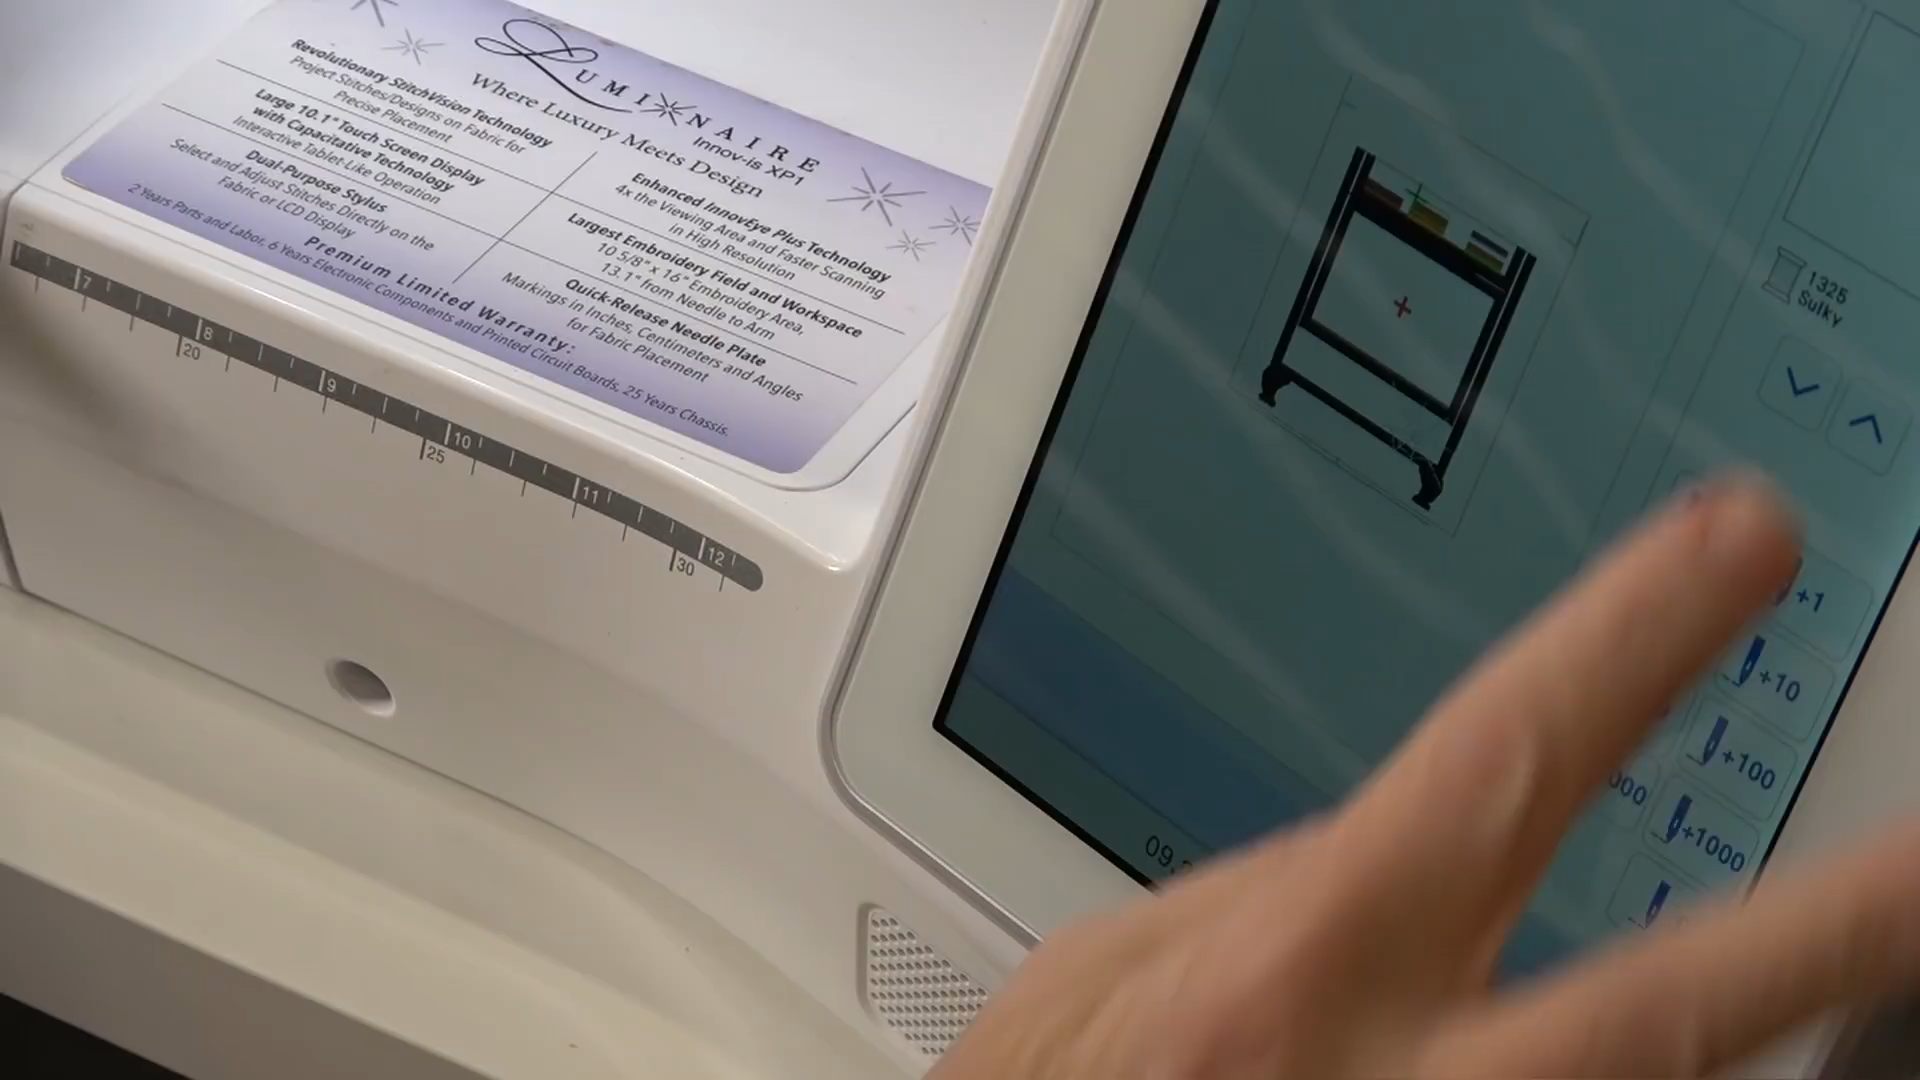 LUMINAIRE
Innov-is XP1
Where Luxury Meets Design
Revolutionary StitchVision Technology
Project Stitches/Designs on Fabric for
Precise Placement
Large 10.1" Touch Screen Display
with Capacitative Technology
Interactive Tablet-Like Operation
Dual-Purpose Stylus
Select and Adjust Stitches Directly on the
Fabric or LCD Display
Enhanced InnovEye Plus Technology
4x the Viewing Area and Faster Scanning
in High Resolution
Largest Embroidery Field and Workspace
10 5/8" x 16" Embroidery Area,
13.1" from Needle to Arm
Quick-Release Needle Plate
Markings in Inches, Centimeters and Angles
for Fabric Placement
Premium Limited Warranty:
2 Years Parts and Labor, 6 Years Electronic Components and Printed Circuit Boards, 25 Years Chassis.
7 8 9 10 11 12
20 25 30
1325
Sulky
+1
+10
+100
000
+1000
09.